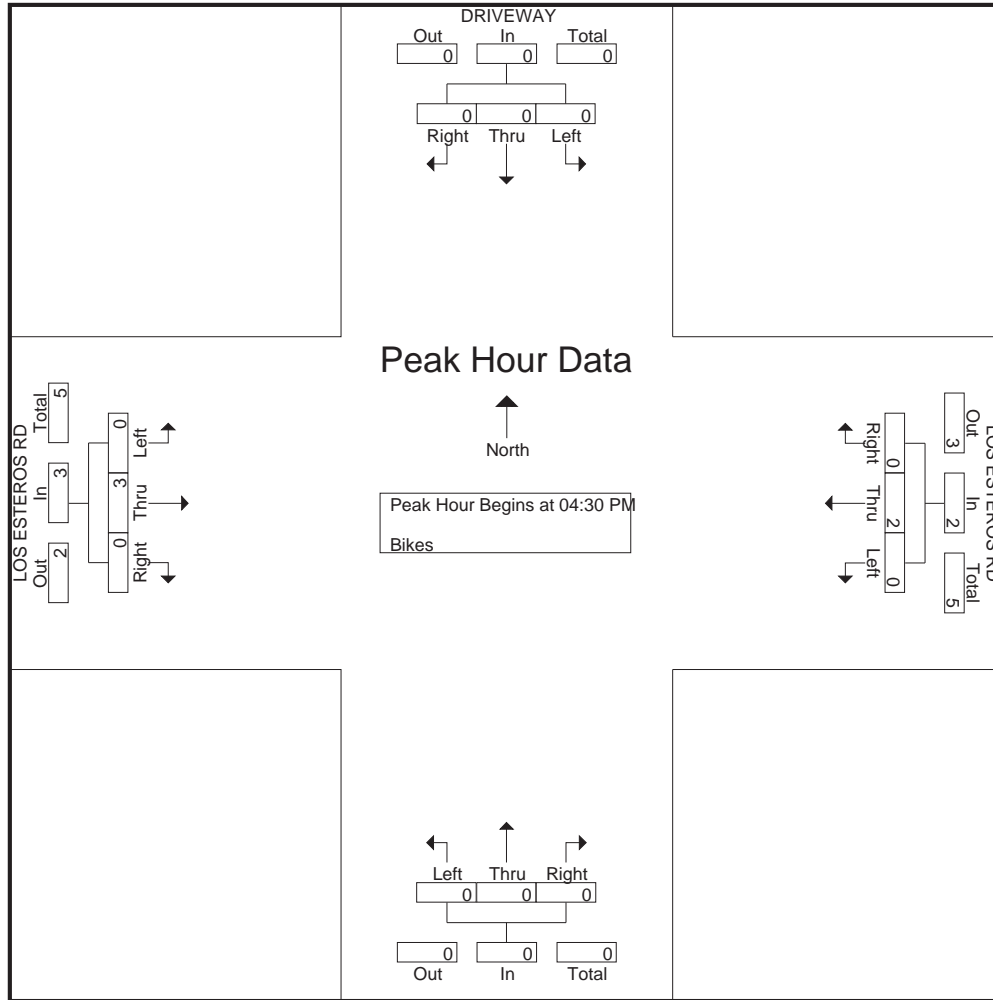 DRIVEWAY
Out In Total
0 0 0
0 0 0
Right Thru Left
Peak Hour Data
North
Peak Hour Begins at 04:30 PM
Bikes
LOS ESTEROS RD
Total In Out
5 3 2
0 3 0
Left Thru Right
Right Thru Left
0 2 0
Out In Total
3 2 5
LOS ESTEROS RD
Left Thru Right
0 0 0
0 0 0
Out In Total